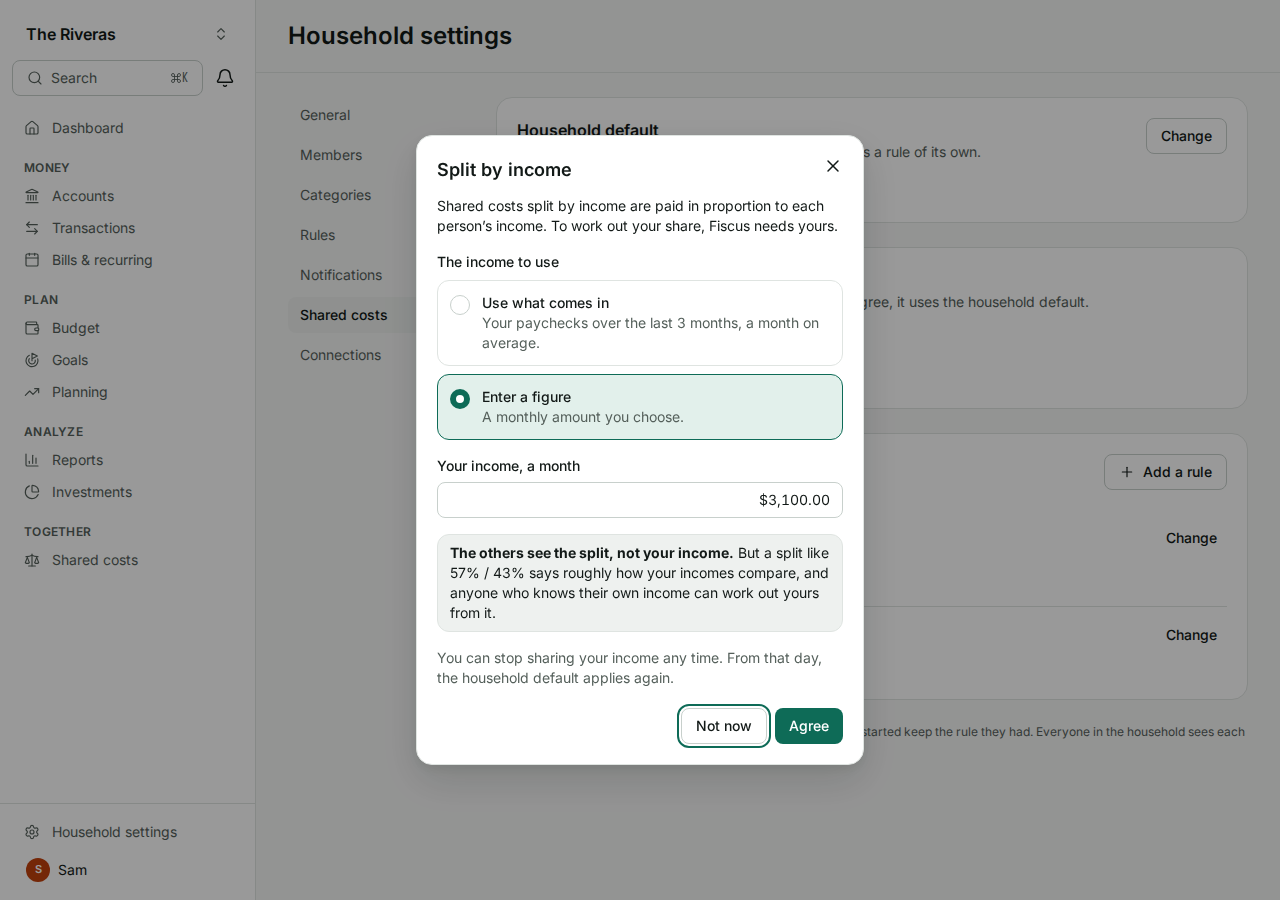 The Riveras
Search
⌘K
Dashboard
MONEY
Accounts
Transactions
Bills & recurring
PLAN
Budget
Goals
Planning
ANALYZE
Reports
Investments
TOGETHER
Shared costs
Household settings
S
Sam
Household settings
General
Members
Categories
Rules
Notifications
Shared costs
Connections
Household default
s a rule of its own.
Change
gree, it uses the household default.
Add a rule
Change
Change
started keep the rule they had. Everyone in the household sees each
Split by income
Shared costs split by income are paid in proportion to each
person’s income. To work out your share, Fiscus needs yours.
The income to use
Use what comes in
Your paychecks over the last 3 months, a month on
average.
Enter a figure
A monthly amount you choose.
Your income, a month
$3,100.00
The others see the split, not your income. But a split like
57% / 43% says roughly how your incomes compare, and
anyone who knows their own income can work out yours
from it.
You can stop sharing your income any time. From that day,
the household default applies again.
Not now
Agree